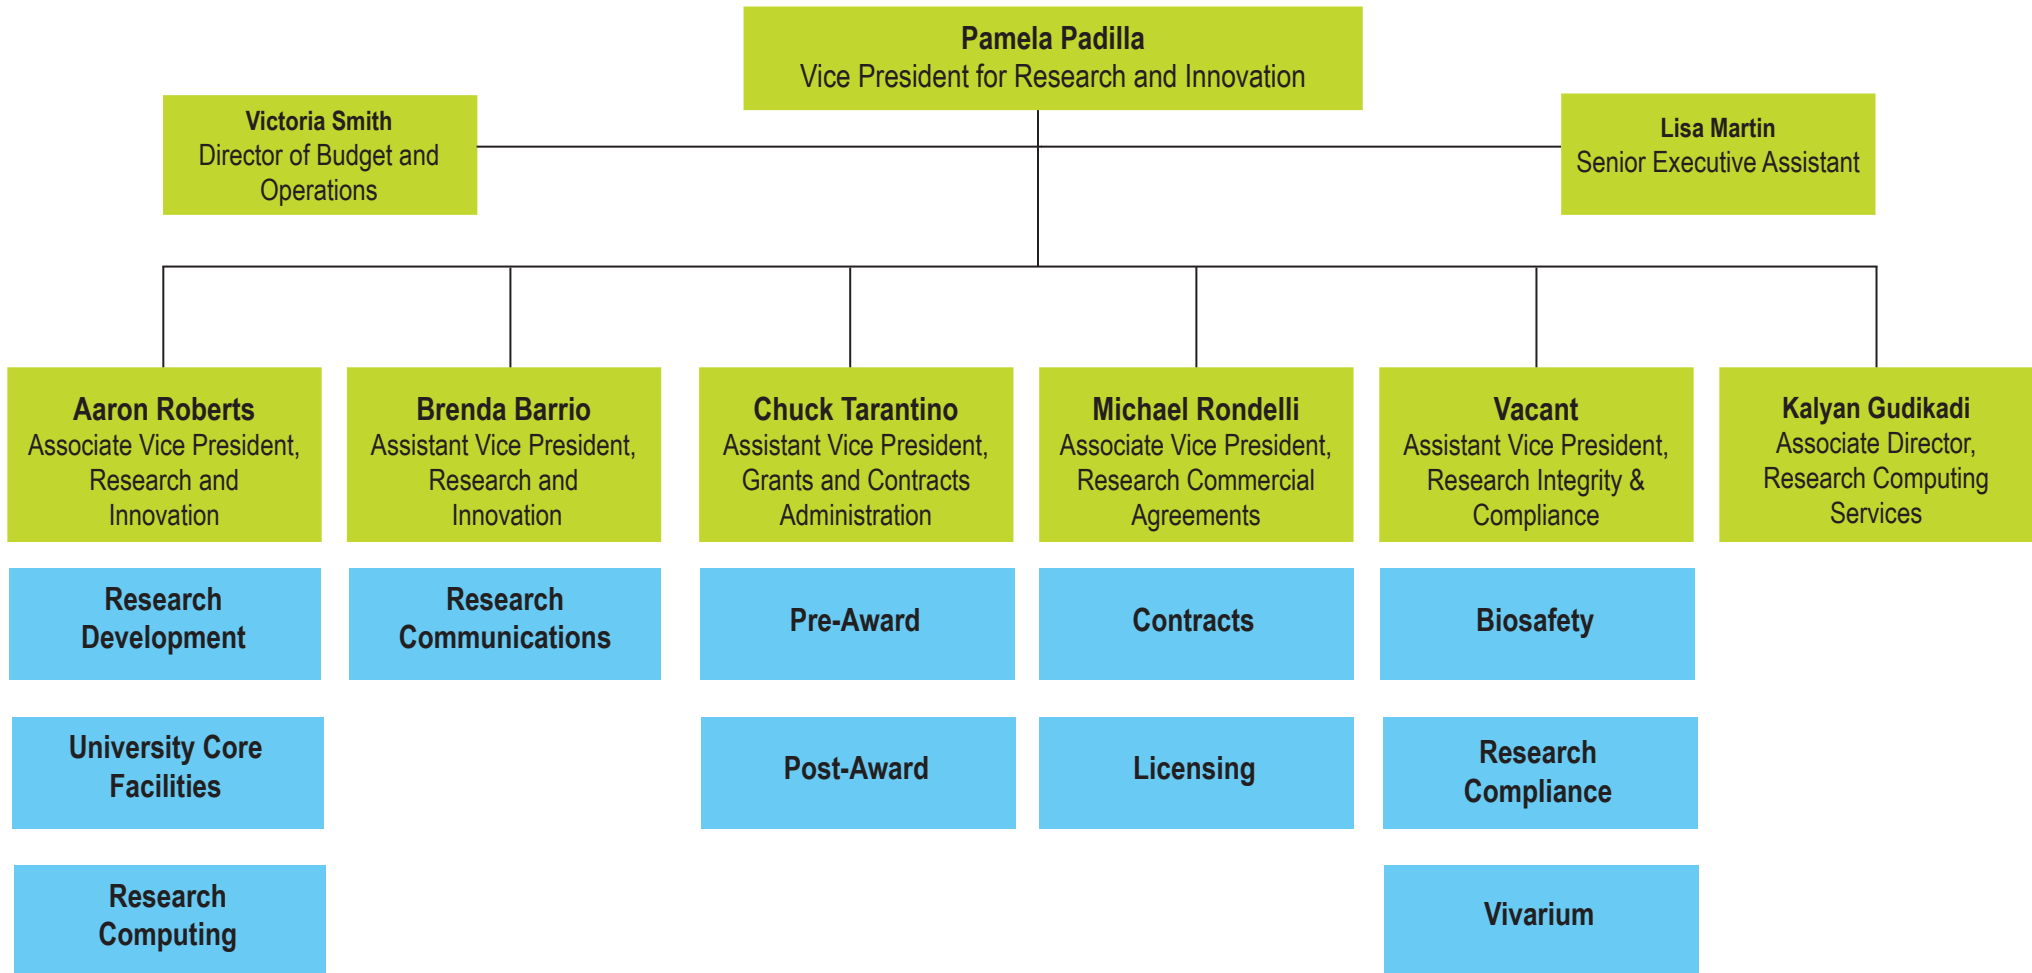 Pamela Padilla
Vice President for Research and Innovation
Victoria Smith
Director of Budget and
Operations
Lisa Martin
Senior Executive Assistant
Aaron Roberts
Associate Vice President,
Research and
Innovation
Brenda Barrio
Assistant Vice President,
Research and
Innovation
Chuck Tarantino
Assistant Vice President,
Grants and Contracts
Administration
Michael Rondelli
Associate Vice President,
Research Commercial
Agreements
Vacant
Assistant Vice President,
Research Integrity &
Compliance
Kalyan Gudikadi
Associate Director,
Research Computing
Services
Research
Development
Research
Communications
Pre-Award
Contracts
Biosafety
University Core
Facilities
Post-Award
Licensing
Research
Compliance
Research
Computing
Vivarium